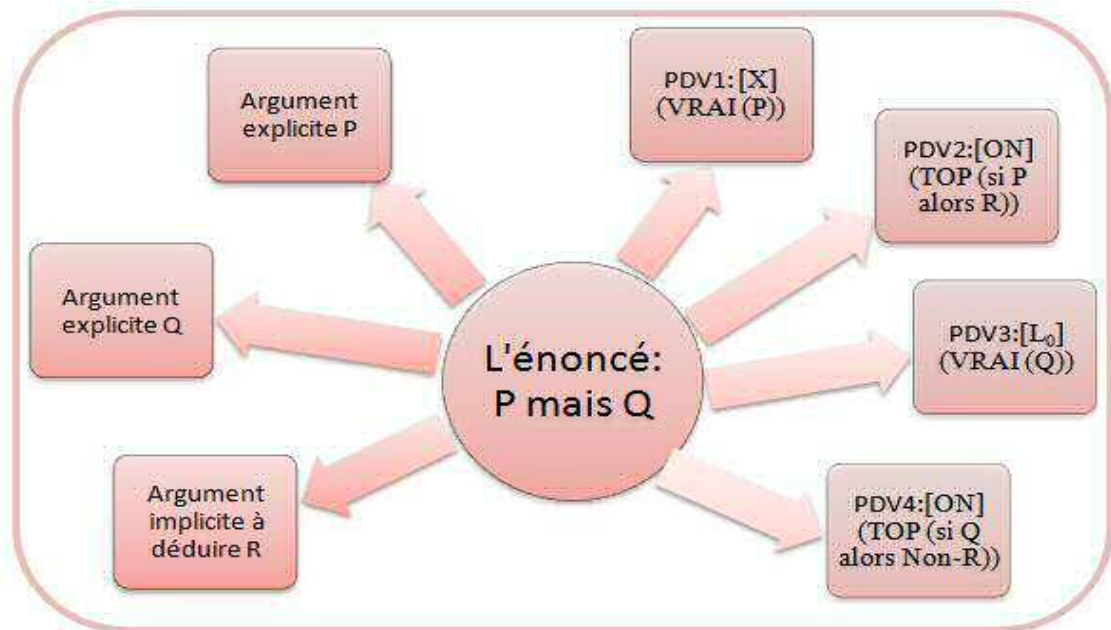 Argument
explicite P
Argument
explicite Q
Argument
implicite à
déduire R
L'énoncé:
P mais Q
PDV1: [X]
(VRAI (P))
PDV2:[ON]
(TOP (si P
alors R))
PDV3:[L₀]
(VRAI (Q))
PDV4:[ON]
(TOP (si Q
alors Non-R))